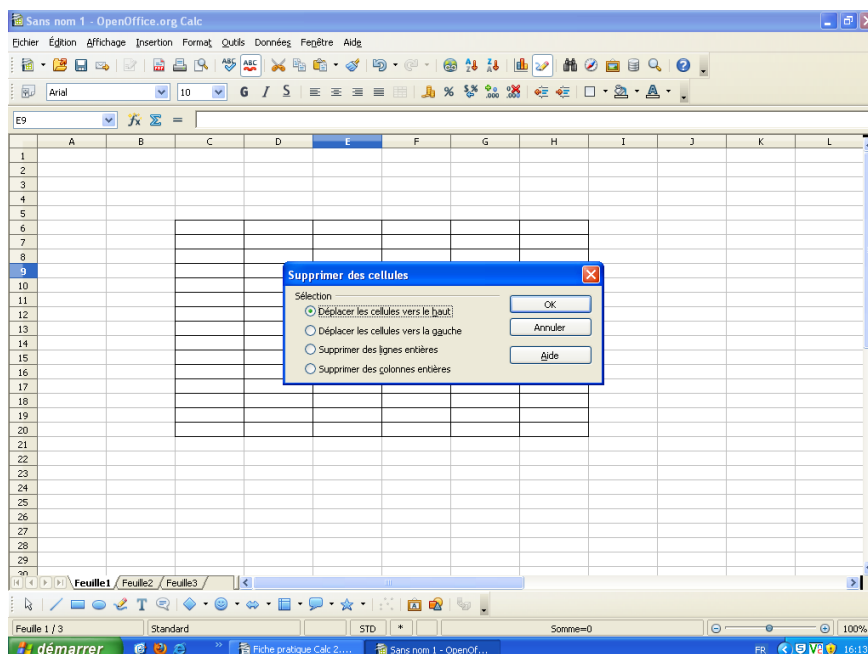 Sans nom 1 - OpenOffice.org Calc
Fichier Édition Affichage Insertion Format Outils Données Fenêtre Aide
Arial 10 G I S
E9
A B C D E F G H I J K L
1
2
3
4
5
6
7
8
9
10
11
12
13
14
15
16
17
18
19
20
21
22
23
24
25
26
27
28
29
30
Supprimer des cellules
Sélection
Déplacer les cellules vers le haut
Déplacer les cellules vers la gauche
Supprimer des lignes entières
Supprimer des colonnes entières
OK
Annuler
Aide
Feuille1 Feuille2 Feuille3
Feuille 1 / 3 Standard STD * Somme=0 100%
démarrer Fiche pratique Calc 2.... Sans nom 1 - OpenOf... FR 16:13